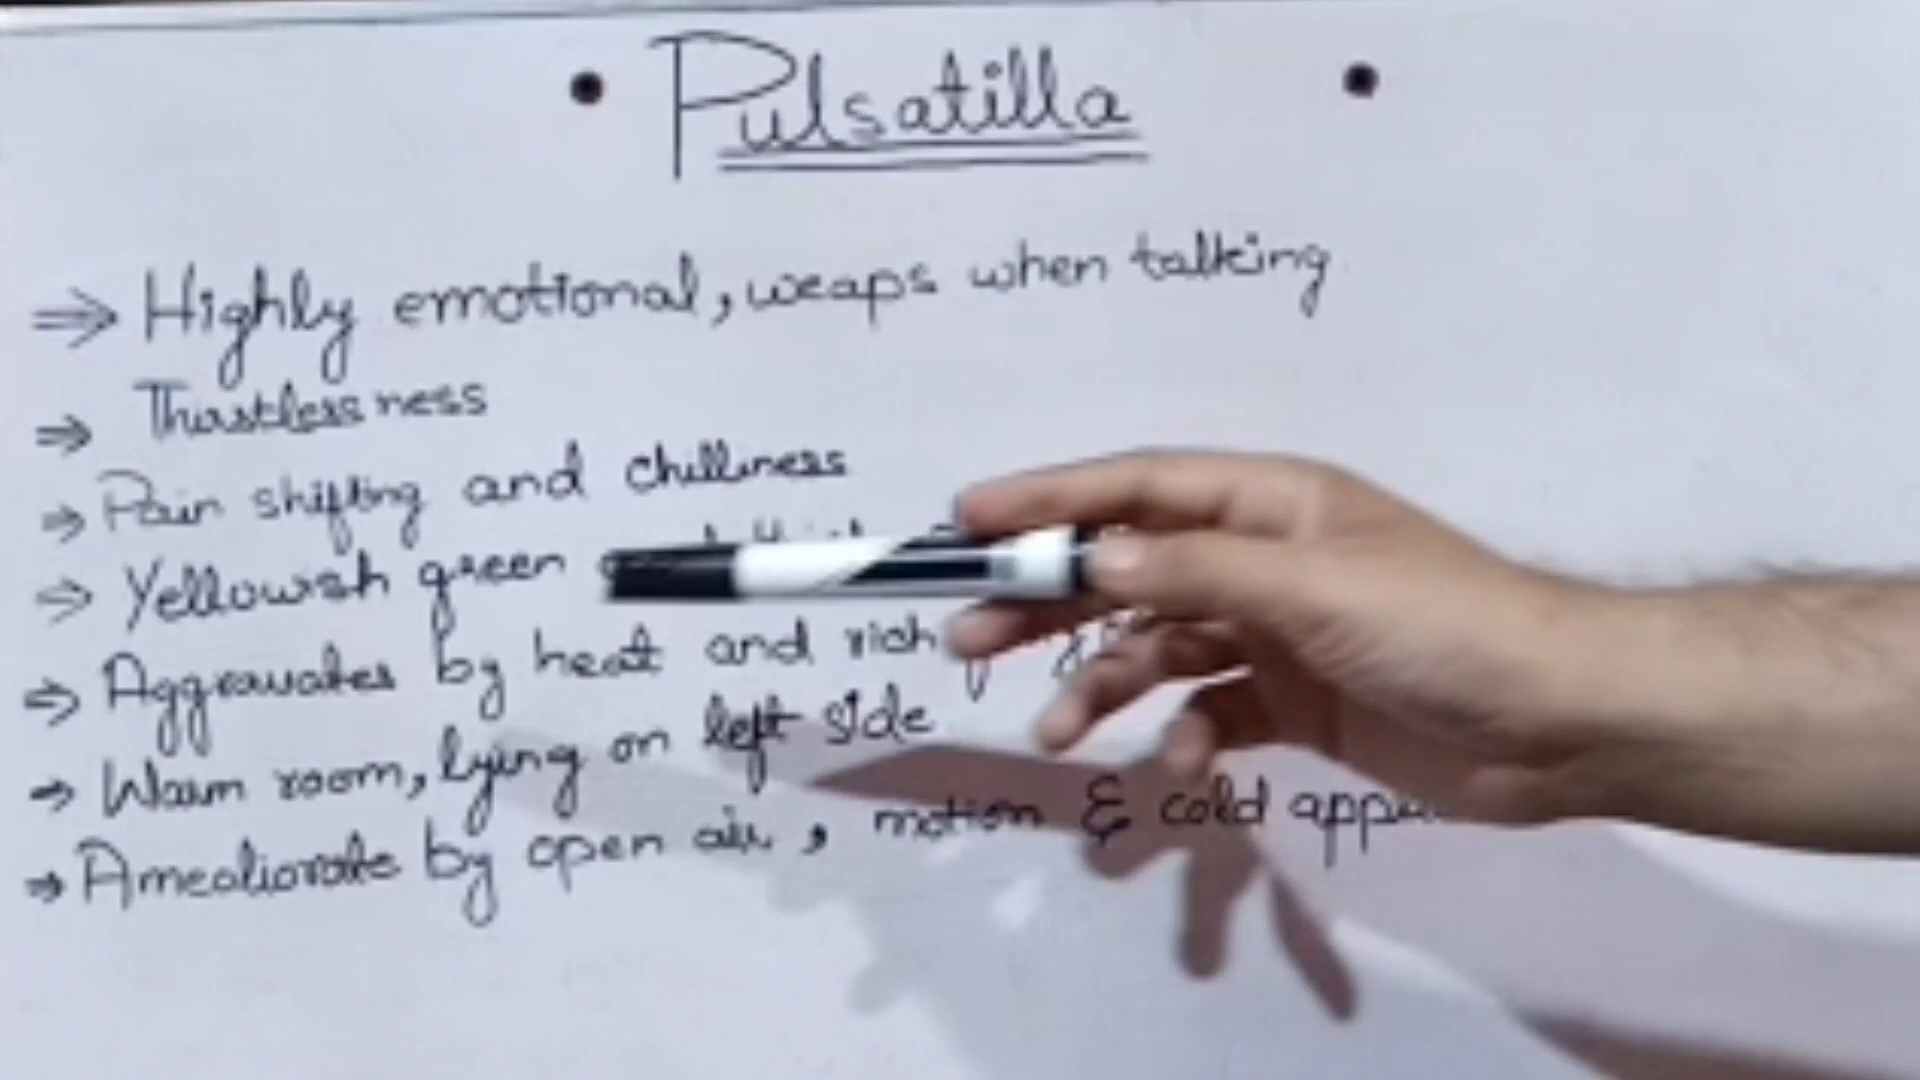 Pulsatilla
⇒ Highly emotional, weaps when talking
⇒ Thirstlessness
⇒ Pain shifting and chilliness
⇒ Yellowish green
⇒ Aggravates by heat and rich
⇒ Warm room, lying on left side
⇒ Amealiorate by open air, motion & cold